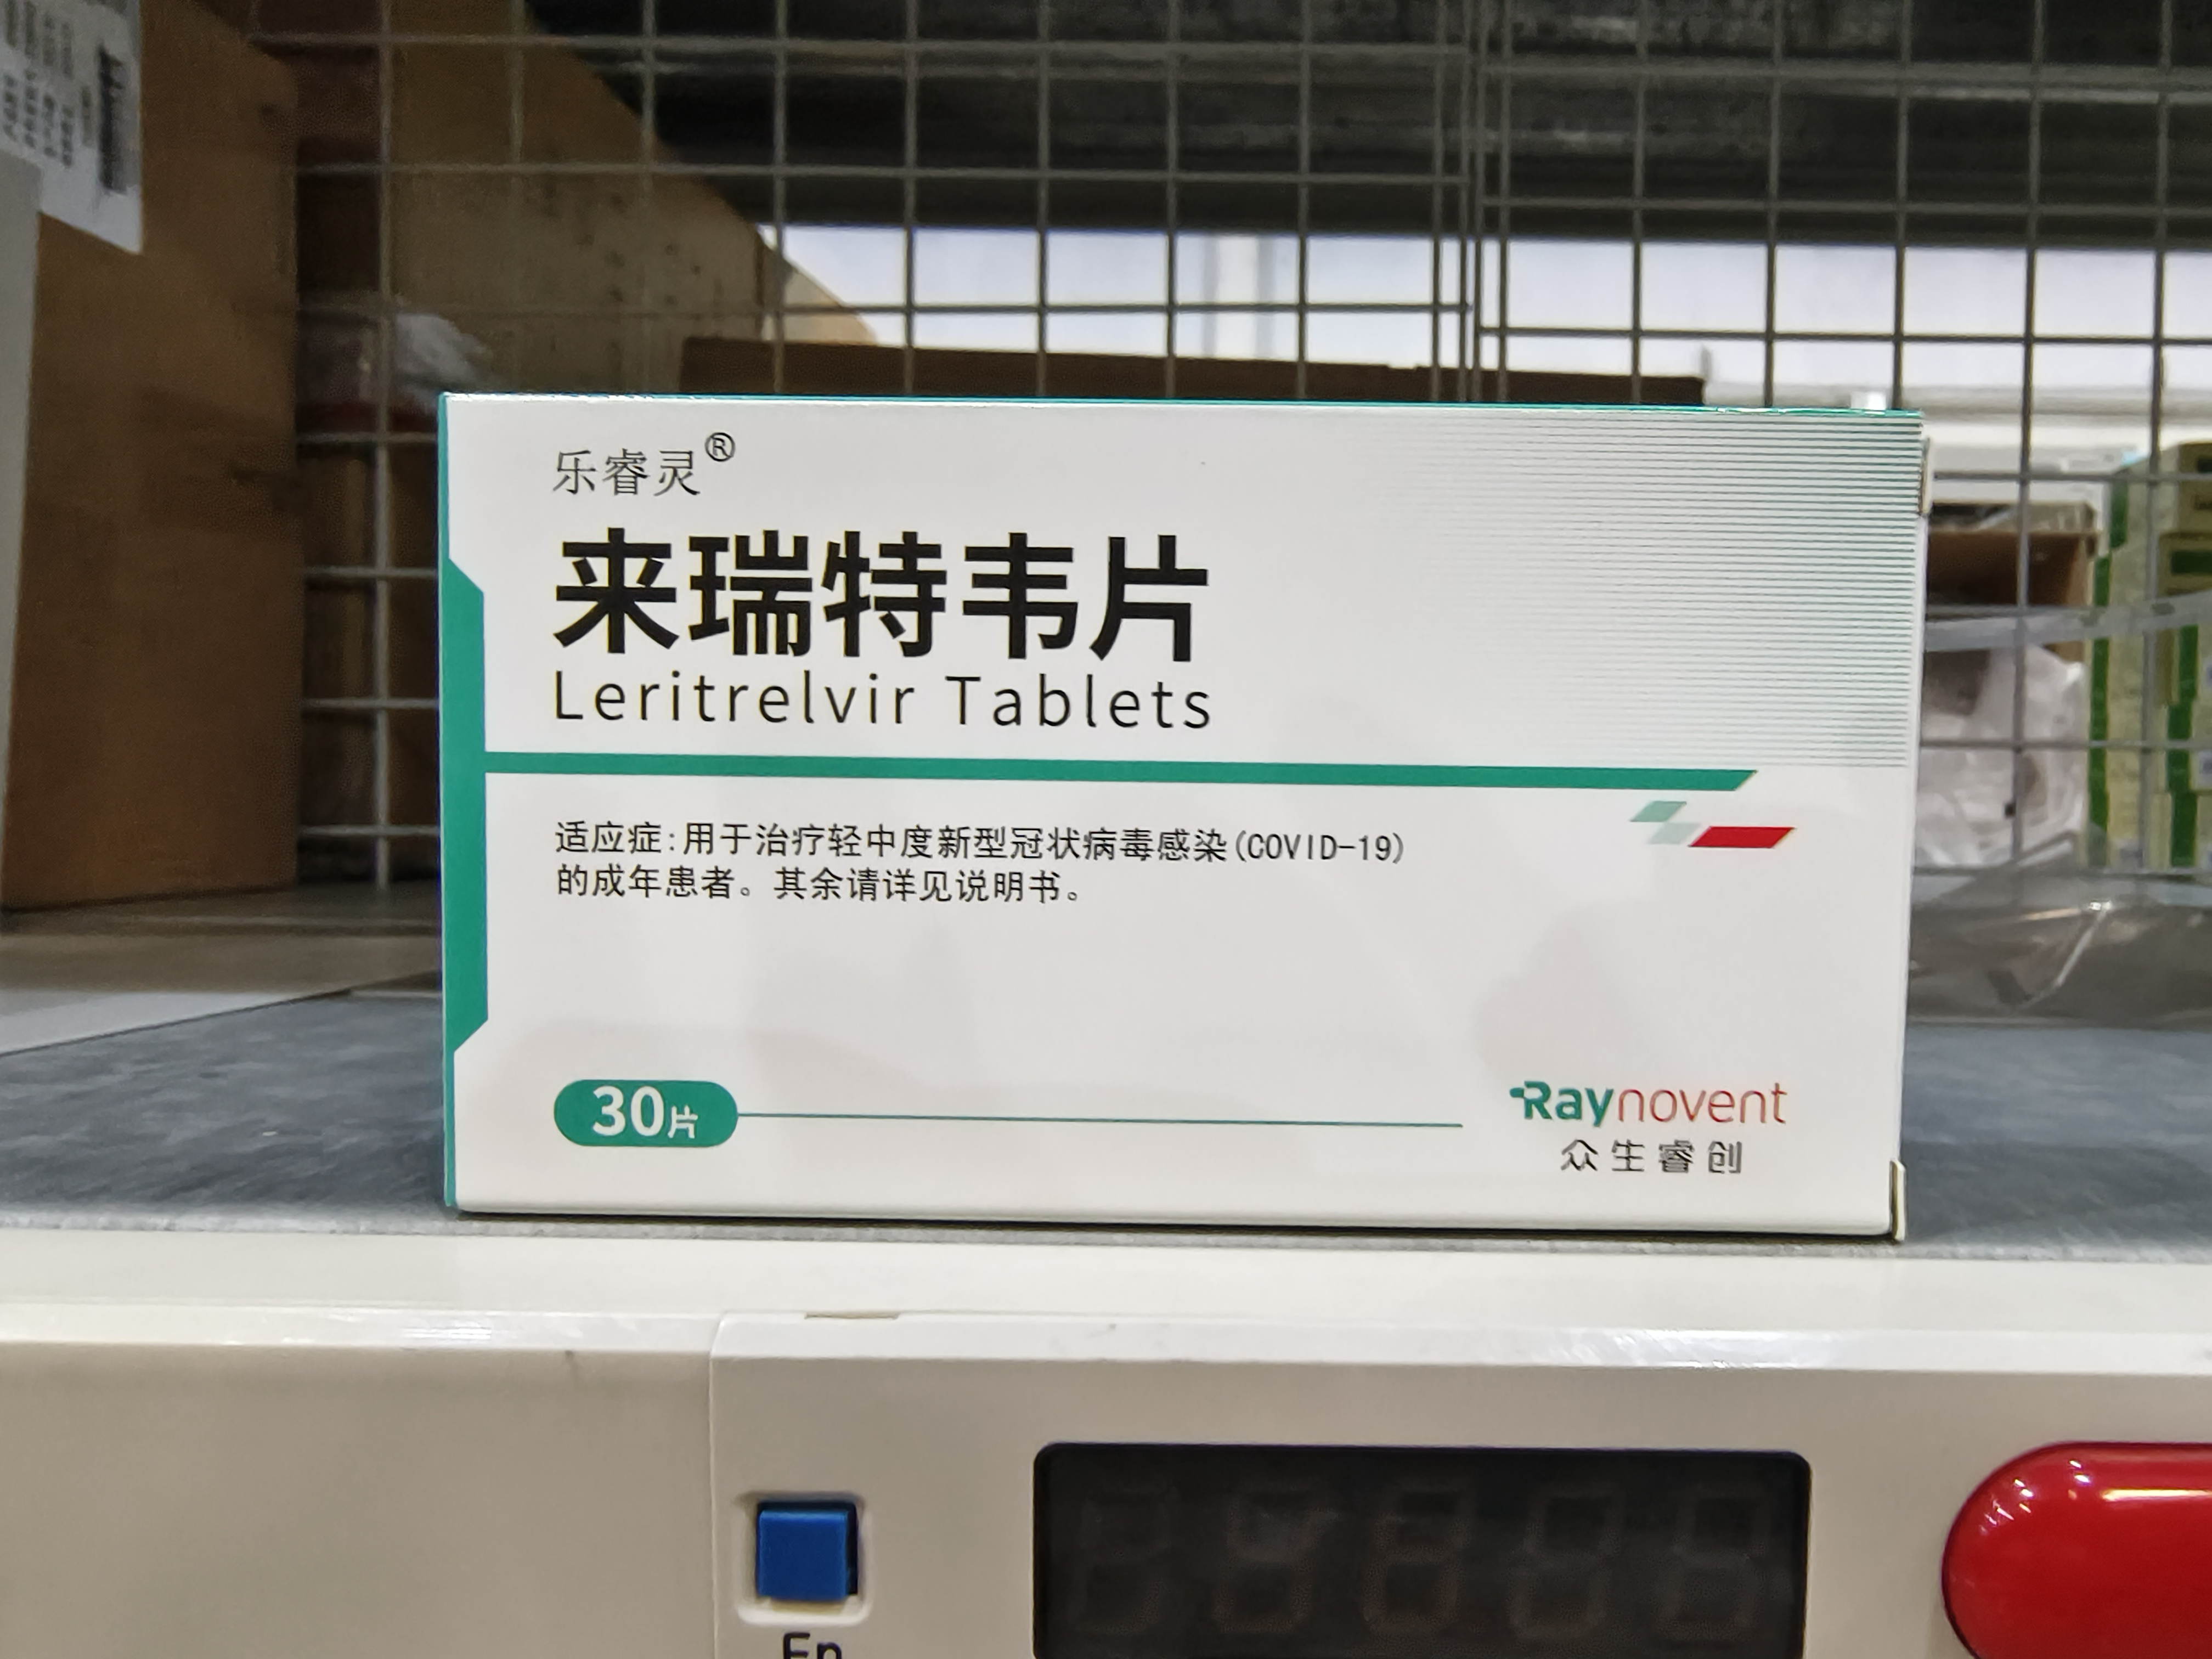 乐睿灵®
来瑞特韦片
Leritrelvir Tablets
适应症:用于治疗轻中度新型冠状病毒感染(COVID-19)
的成年患者。其余请详见说明书。
30片
Raynovent
众生睿创
Fn